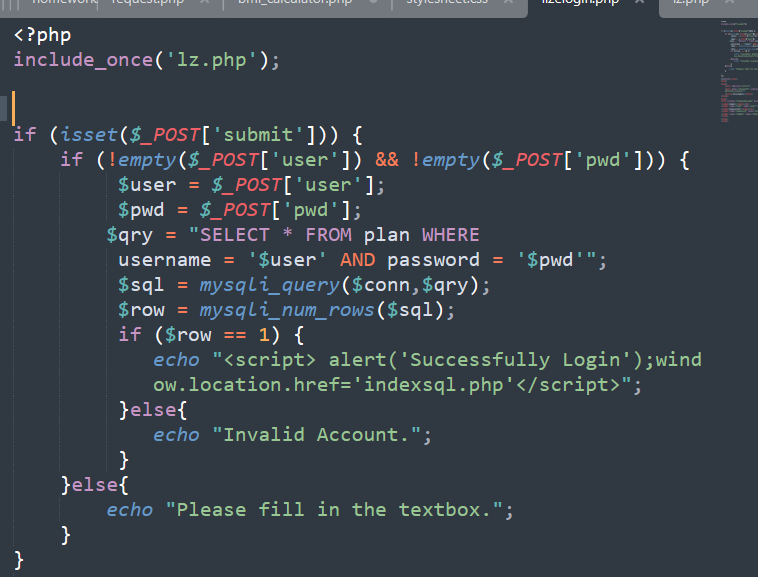 request.php bmi_calculator.php stylesheet.css lizelogin.php lz.php
<?php
include_once('lz.php');
if (isset($_POST['submit'])) {
if (!empty($_POST['user']) && !empty($_POST['pwd'])) {
$user = $_POST['user'];
$pwd = $_POST['pwd'];
$qry = "SELECT * FROM plan WHERE
username = '$user' AND password = '$pwd'";
$sql = mysqli_query($conn,$qry);
$row = mysqli_num_rows($sql);
if ($row == 1) {
echo "<script> alert('Successfully Login');wind
ow.location.href='indexsql.php'</script>";
}else{
echo "Invalid Account.";
}
}else{
echo "Please fill in the textbox.";
}
}